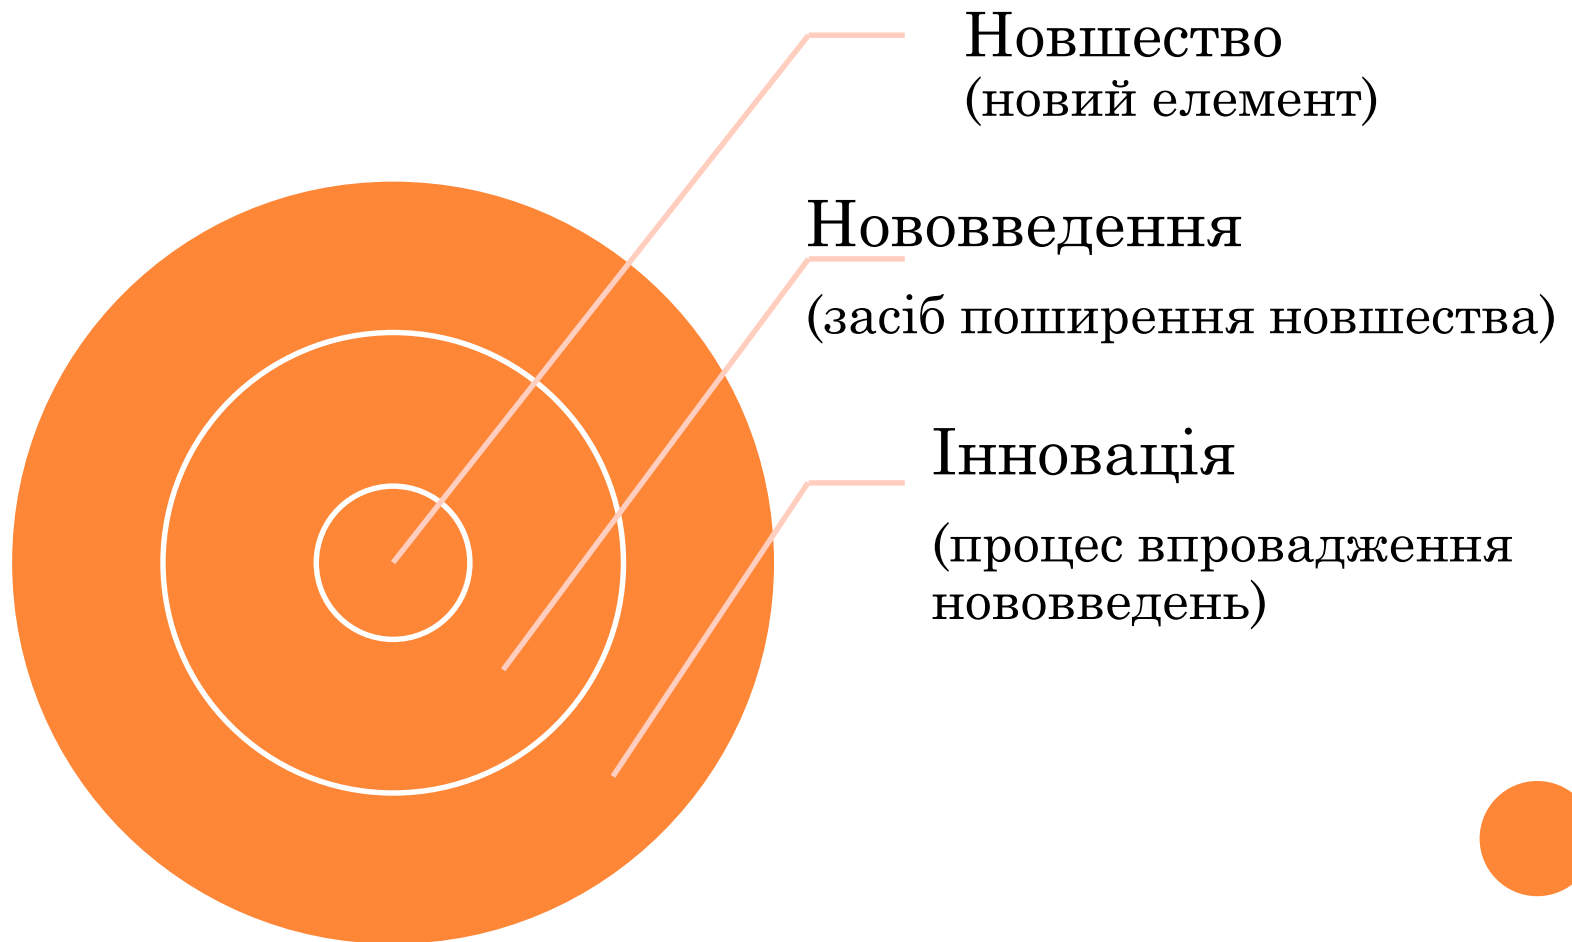 Новшество
(новий елемент)
Нововведення
(засіб поширення новшества)
Інновація
(процес впровадження
нововведень)